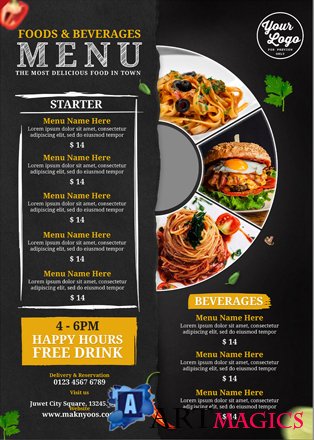 FOODS & BEVERAGES
MENU
THE MOST DELICIOUS FOOD IN TOWN
Your
Logo
FOR PREVIEW
ONLY
STARTER
Menu Name Here
Lorem ipsum dolor sit amet, consectetur
adipiscing elit, sed do eiusmod tempor
$ 14
Menu Name Here
Lorem ipsum dolor sit amet, consectetur
adipiscing elit, sed do eiusmod tempor
$ 14
Menu Name Here
Lorem ipsum dolor sit amet, consectetur
adipiscing elit, sed do eiusmod tempor
$ 14
Menu Name Here
Lorem ipsum dolor sit amet, consectetur
adipiscing elit, sed do eiusmod tempor
$ 14
Menu Name Here
Lorem ipsum dolor sit amet, consectetur
adipiscing elit, sed do eiusmod tempor
$ 14
4 - 6PM
HAPPY HOURS
FREE DRINK
Delivery & Reservation
0123 4567 6789
Visit us
Juwet City Square, 13245,
Website
www.maknyoos.co
BEVERAGES
Menu Name Here
Lorem ipsum dolor sit amet, consectetur
adipiscing elit, sed do eiusmod tempor
$ 14
Menu Name Here
Lorem ipsum dolor sit amet, consectetur
adipiscing elit, sed do eiusmod tempor
$ 14
Menu Name Here
Lorem ipsum dolor sit amet, consectetur
adipiscing elit, sed do eiusmod tempor
$ 14
A
ARTMAGICS